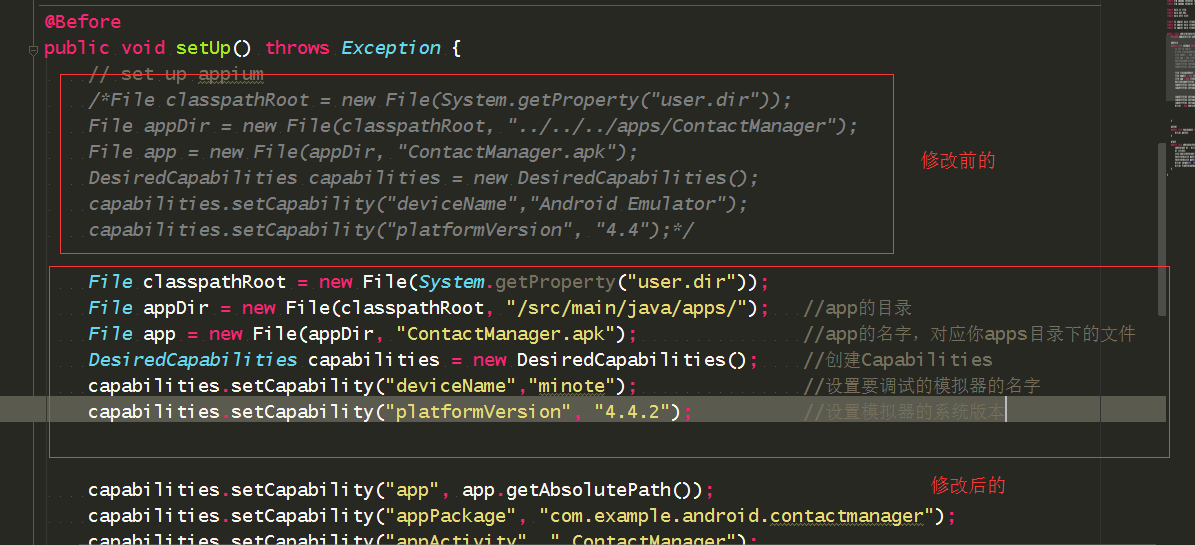 @Before
public void setUp() throws Exception {
// set up appium
/*File classpathRoot = new File(System.getProperty("user.dir"));
File appDir = new File(classpathRoot, "../../../apps/ContactManager");
File app = new File(appDir, "ContactManager.apk");
DesiredCapabilities capabilities = new DesiredCapabilities();
capabilities.setCapability("deviceName","Android Emulator");
capabilities.setCapability("platformVersion", "4.4");*/
修改前的
File classpathRoot = new File(System.getProperty("user.dir"));
File appDir = new File(classpathRoot, "/src/main/java/apps/"); //app的目录
File app = new File(appDir, "ContactManager.apk"); //app的名字，对应你apps目录下的文件
DesiredCapabilities capabilities = new DesiredCapabilities(); //创建Capabilities
capabilities.setCapability("deviceName","minote"); //设置要调试的模拟器的名字
capabilities.setCapability("platformVersion", "4.4.2"); //设置模拟器的系统版本
修改后的
capabilities.setCapability("app", app.getAbsolutePath());
capabilities.setCapability("appPackage", "com.example.android.contactmanager");
capabilities.setCapability("appActivity", ".ContactManager");